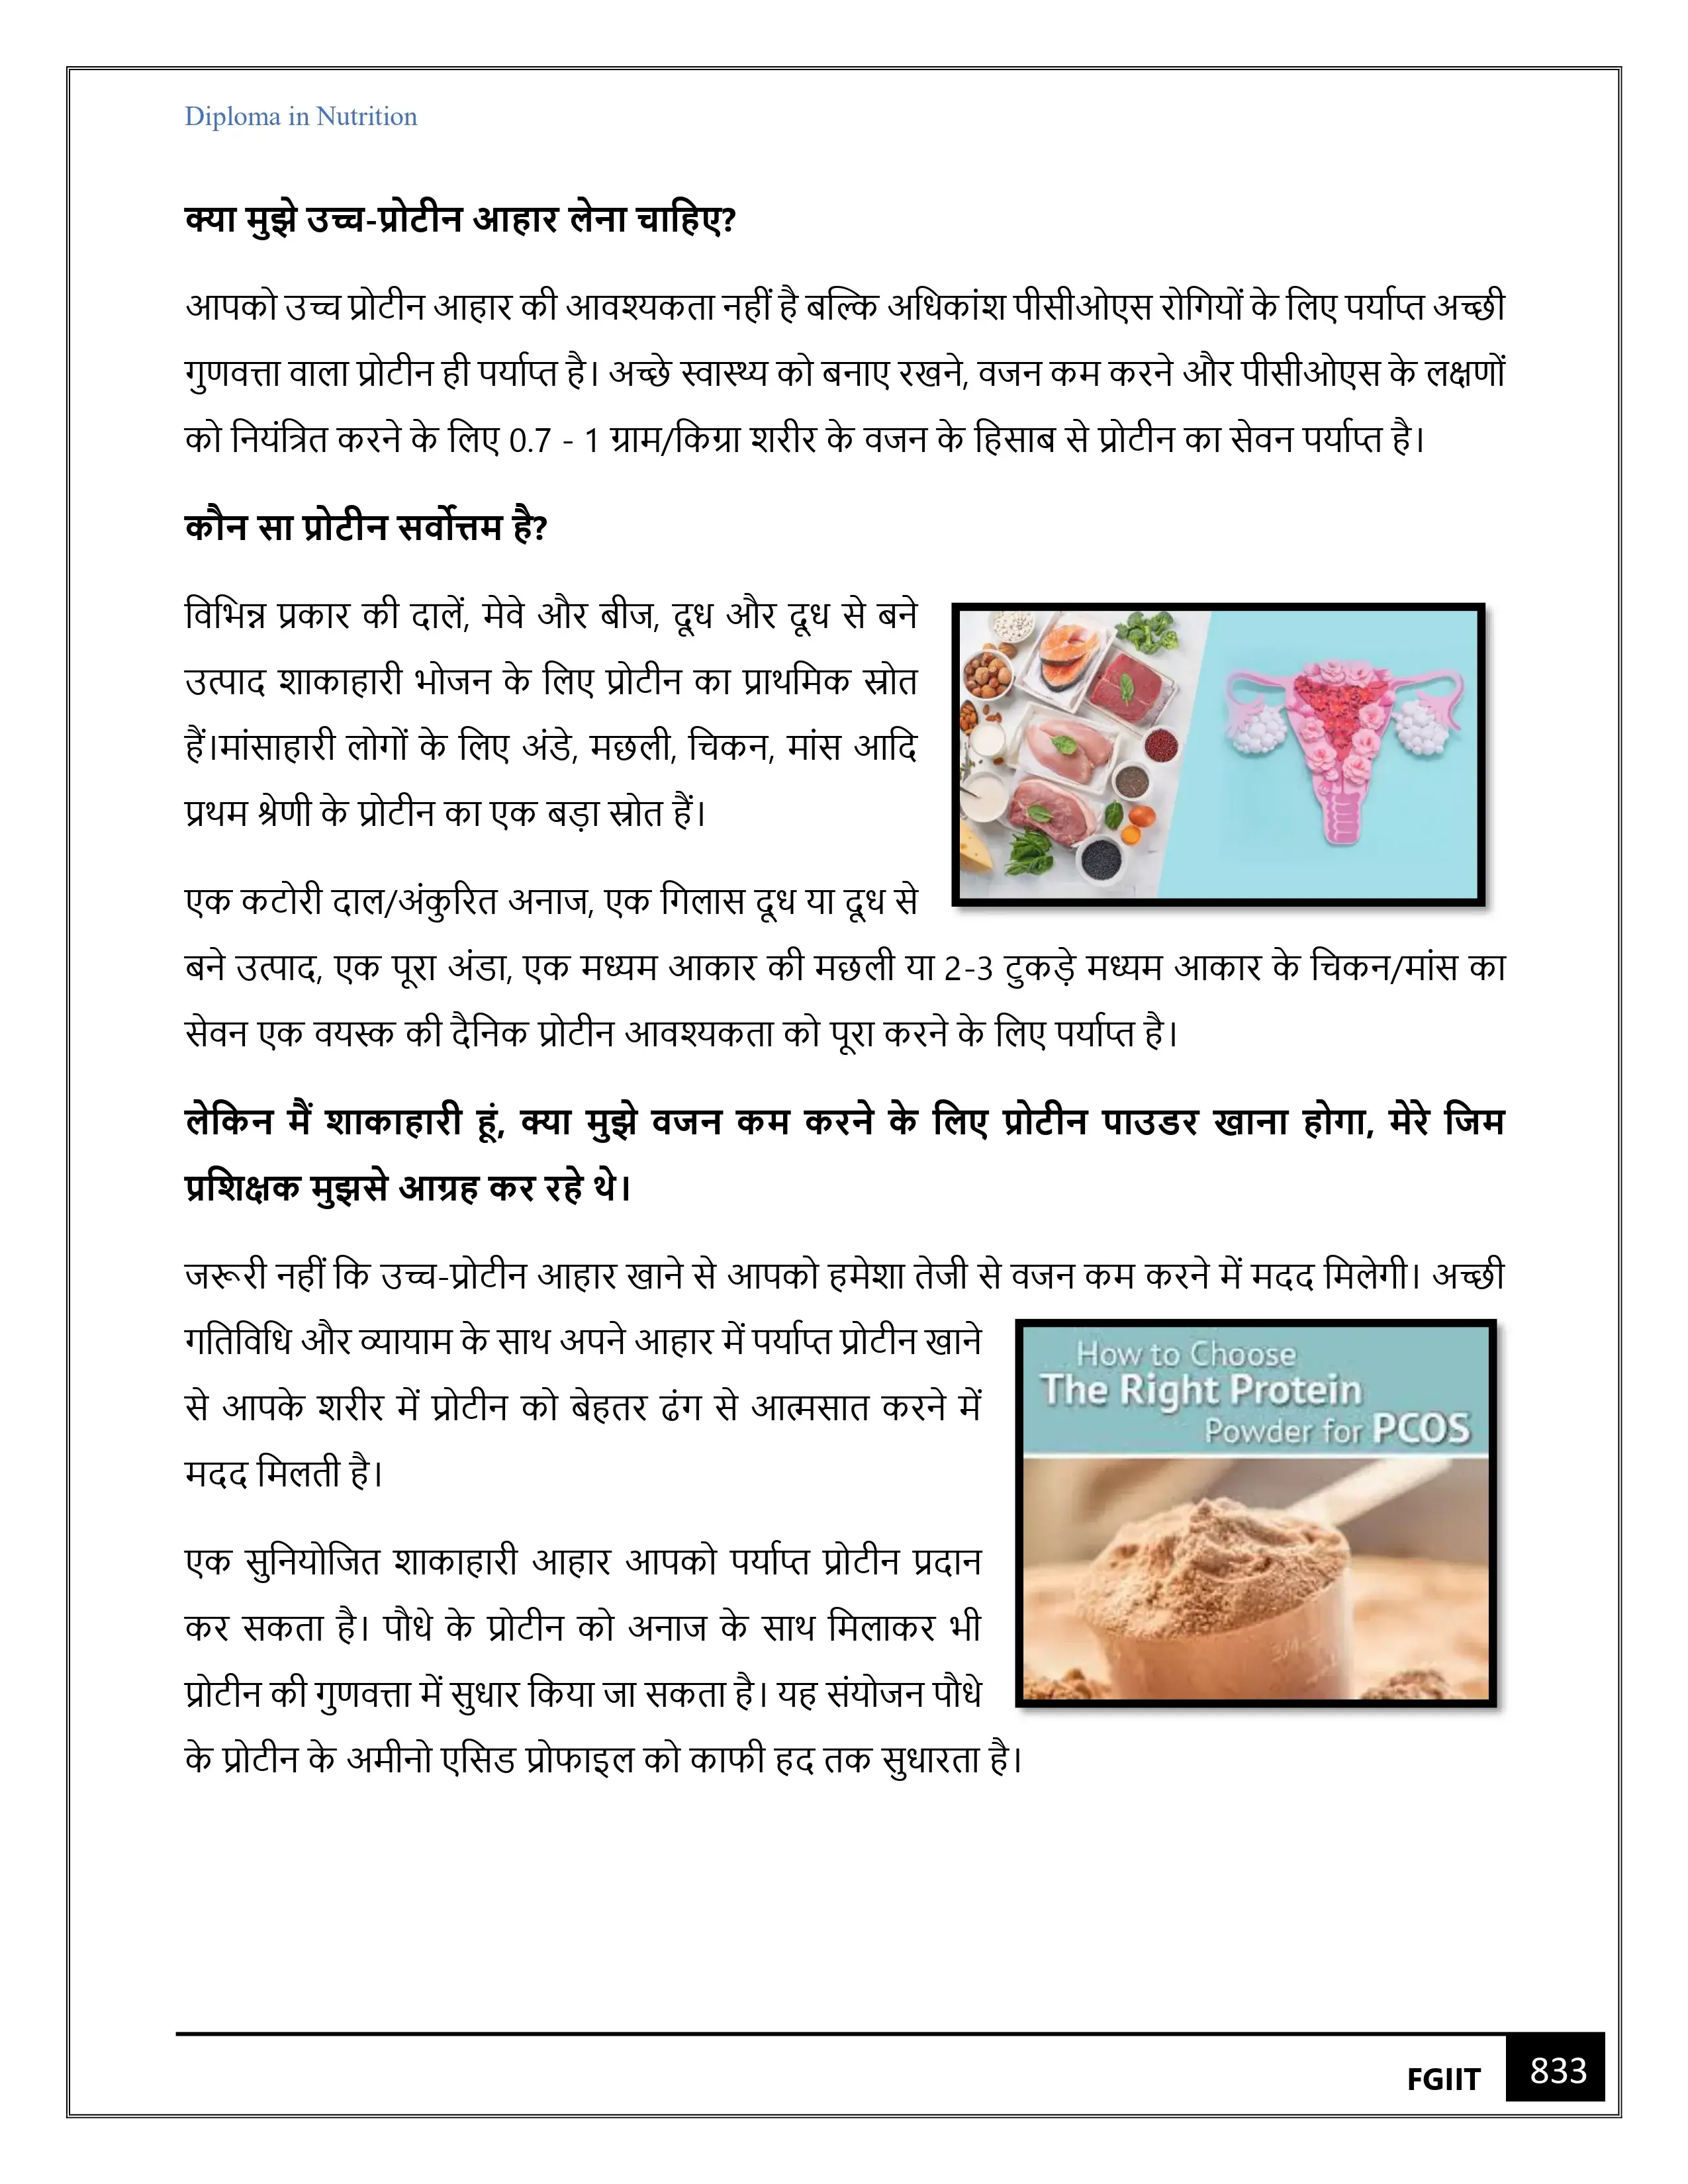 Diploma in Nutrition
क्या मुझे उच्च-प्रोटीन आहार लेना चाहिए?
आपको उच्च प्रोटीन आहार की आवश्यकता नहीं है बल्कि अधिकांश पीसीओएस रोगियों के लिए पर्याप्त अच्छी
गुणवत्ता वाला प्रोटीन ही पर्याप्त है। अच्छे स्वास्थ्य को बनाए रखने, वजन कम करने और पीसीओएस के लक्षणों
को नियंत्रित करने के लिए 0.7 - 1 ग्राम/किग्रा शरीर के वजन के हिसाब से प्रोटीन का सेवन पर्याप्त है।
कौन सा प्रोटीन सर्वोत्तम है?
विभिन्न प्रकार की दालें, मेवे और बीज, दूध और दूध से बने
उत्पाद शाकाहारी भोजन के लिए प्रोटीन का प्राथमिक स्रोत
हैं।मांसाहारी लोगों के लिए अंडे, मछली, चिकन, मांस आदि
प्रथम श्रेणी के प्रोटीन का एक बड़ा स्रोत हैं।
एक कटोरी दाल/अंकुरित अनाज, एक गिलास दूध या दूध से
बने उत्पाद, एक पूरा अंडा, एक मध्यम आकार की मछली या 2-3 टुकड़े मध्यम आकार के चिकन/मांस का
सेवन एक वयस्क की दैनिक प्रोटीन आवश्यकता को पूरा करने के लिए पर्याप्त है।
लेकिन मैं शाकाहारी हूं, क्या मुझे वजन कम करने के लिए प्रोटीन पाउडर खाना होगा, मेरे जिम
प्रशिक्षक मुझसे आग्रह कर रहे थे।
जरूरी नहीं कि उच्च-प्रोटीन आहार खाने से आपको हमेशा तेजी से वजन कम करने में मदद मिलेगी। अच्छी
गतिविधि और व्यायाम के साथ अपने आहार में पर्याप्त प्रोटीन खाने
से आपके शरीर में प्रोटीन को बेहतर ढंग से आत्मसात करने में
मदद मिलती है।
How to Choose
The Right Protein
Powder for PCOS
एक सुनियोजित शाकाहारी आहार आपको पर्याप्त प्रोटीन प्रदान
कर सकता है। पौधे के प्रोटीन को अनाज के साथ मिलाकर भी
प्रोटीन की गुणवत्ता में सुधार किया जा सकता है। यह संयोजन पौधे
के प्रोटीन के अमीनो एसिड प्रोफाइल को काफी हद तक सुधारता है।
FGIIT 833